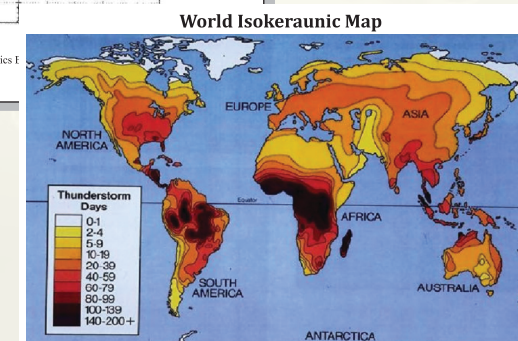 ics E
World Isokeraunic Map
EUROPE
ASIA
NORTH
AMERICA
Thunderstorm
Days
0-1
2-4
5-9
10-19
20-39
40-59
60-79
80-99
100-139
140-200+
Equator
AFRICA
SOUTH
AMERICA
AUSTRALIA
ANTARCTICA